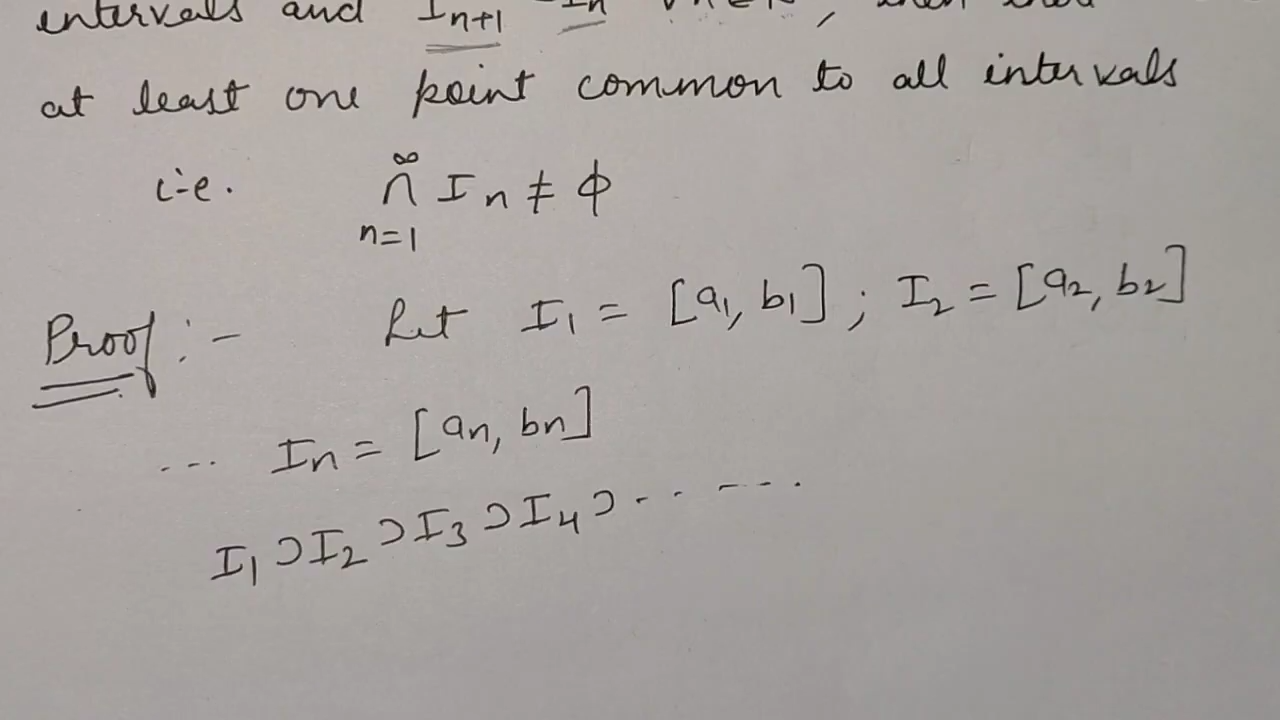 intervals and Iₙ₊₁ Iₙ
at least one point common to all intervals
i.e. ∞ ∩ n=1 Iₙ ≠ ϕ
Proof :- Let I₁ = [a₁, b₁] ; I₂ = [a₂, b₂]
--- Iₙ = [aₙ, bₙ]
I₁ ⊃ I₂ ⊃ I₃ ⊃ I₄ ⊃ - - - - - .